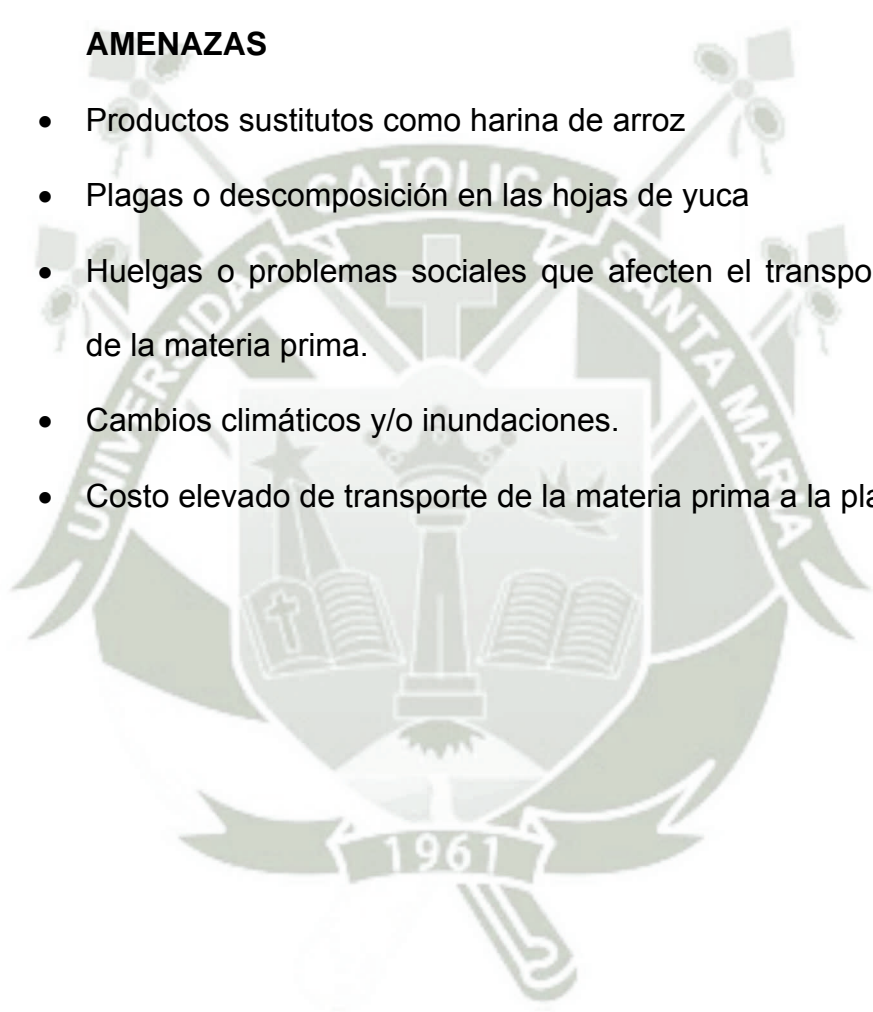 AMENAZAS
• Productos sustitutos como harina de arroz
• Plagas o descomposición en las hojas de yuca
• Huelgas o problemas sociales que afecten el transpo
de la materia prima.
• Cambios climáticos y/o inundaciones.
• Costo elevado de transporte de la materia prima a la pla
UNIVERSIDAD CATOLICA SANTA MARIA
1961